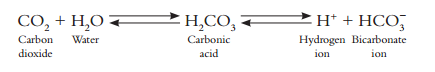 CO₂ + H₂O ⇌ H₂CO₃ ⇌ H⁺ + HCO₃⁻
Carbon Water Carbonic Hydrogen Bicarbonate
dioxide acid ion ion